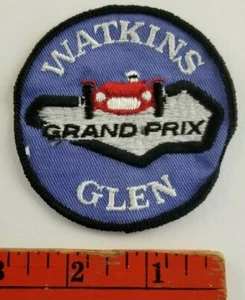 WATKINS
GRAND PRIX
GLEN
3 2 1